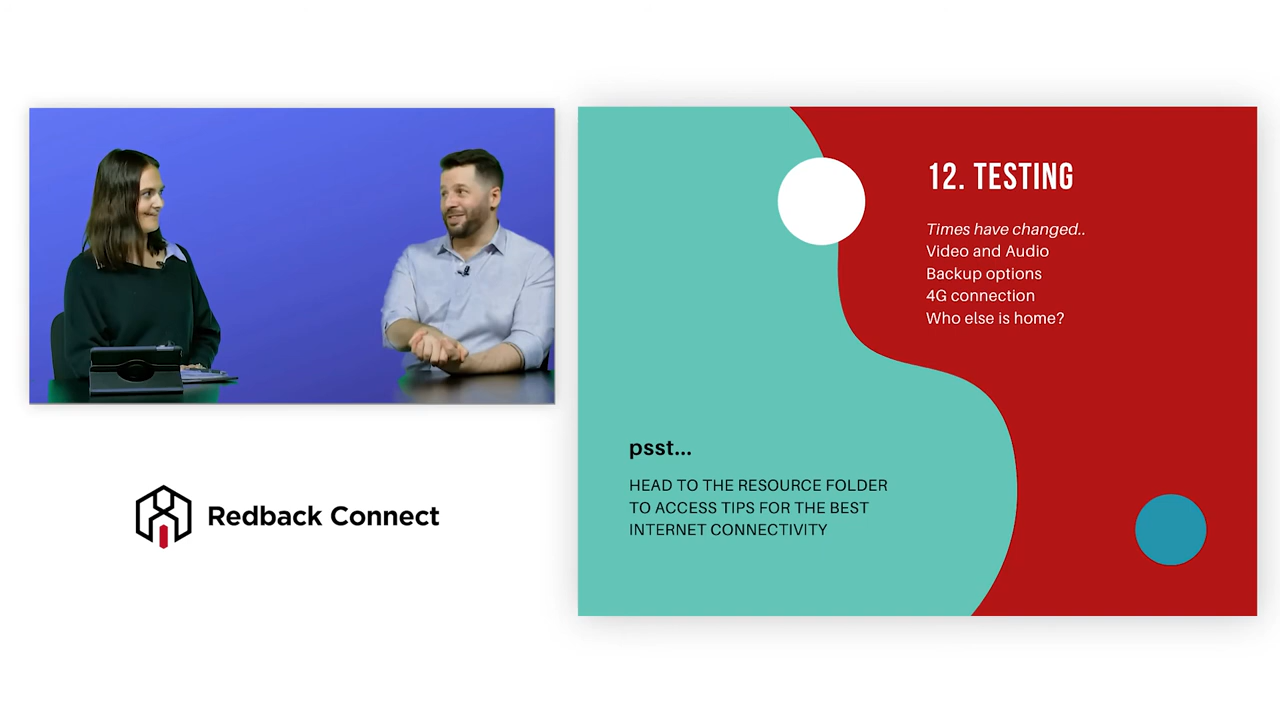 12. TESTING
Times have changed..
Video and Audio
Backup options
4G connection
Who else is home?
psst...
HEAD TO THE RESOURCE FOLDER
TO ACCESS TIPS FOR THE BEST
INTERNET CONNECTIVITY
Redback Connect